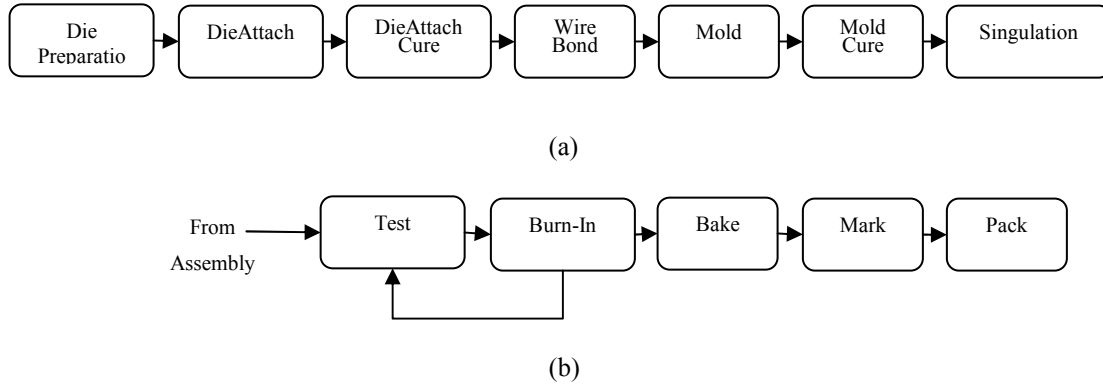 Die
Preparatio
DieAttach
DieAttach
Cure
Wire
Bond
Mold
Mold
Cure
Singulation
(a)
From
Assembly
Test
Burn-In
Bake
Mark
Pack
(b)